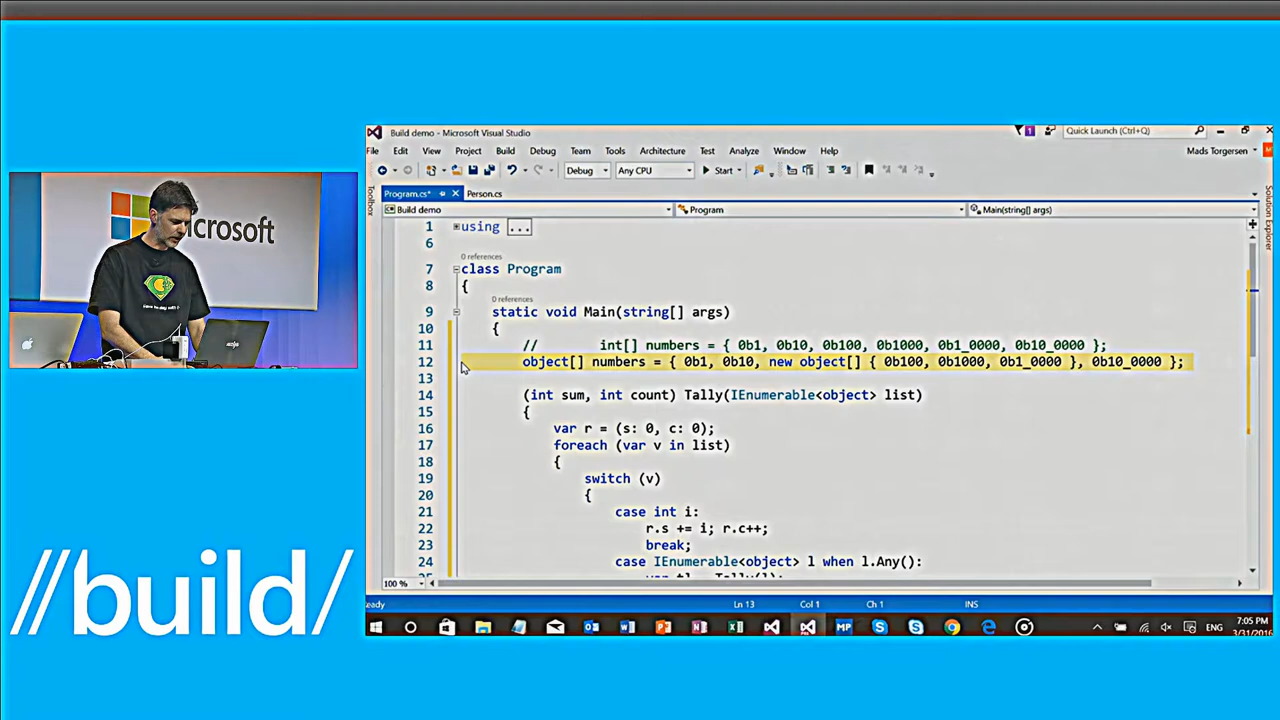 Microsoft
//build/
Build demo - Microsoft Visual Studio
Quick Launch (Ctrl+Q)
File Edit View Project Build Debug Team Tools Architecture Test Analyze Window Help
Mads Torgersen
Debug Any CPU Start
Program.cs* Person.cs
Toolbox
Solution Explorer
Build demo Program Main(string[] args)
1 using ...
6
0 references
7 class Program
8 {
0 references
9 static void Main(string[] args)
10 {
11 // int[] numbers = { 0b1, 0b10, 0b100, 0b1000, 0b1_0000, 0b10_0000 };
12 object[] numbers = { 0b1, 0b10, new object[] { 0b100, 0b1000, 0b1_0000 }, 0b10_0000 };
13
14 (int sum, int count) Tally(IEnumerable<object> list)
15 {
16 var r = (s: 0, c: 0);
17 foreach (var v in list)
18 {
19 switch (v)
20 {
21 case int i:
22 r.s += i; r.c++;
23 break;
24 case IEnumerable<object> l when l.Any():
100 %
eady Ln 13 Col 1 Ch 1 INS
ENG
7:05 PM
3/31/2016